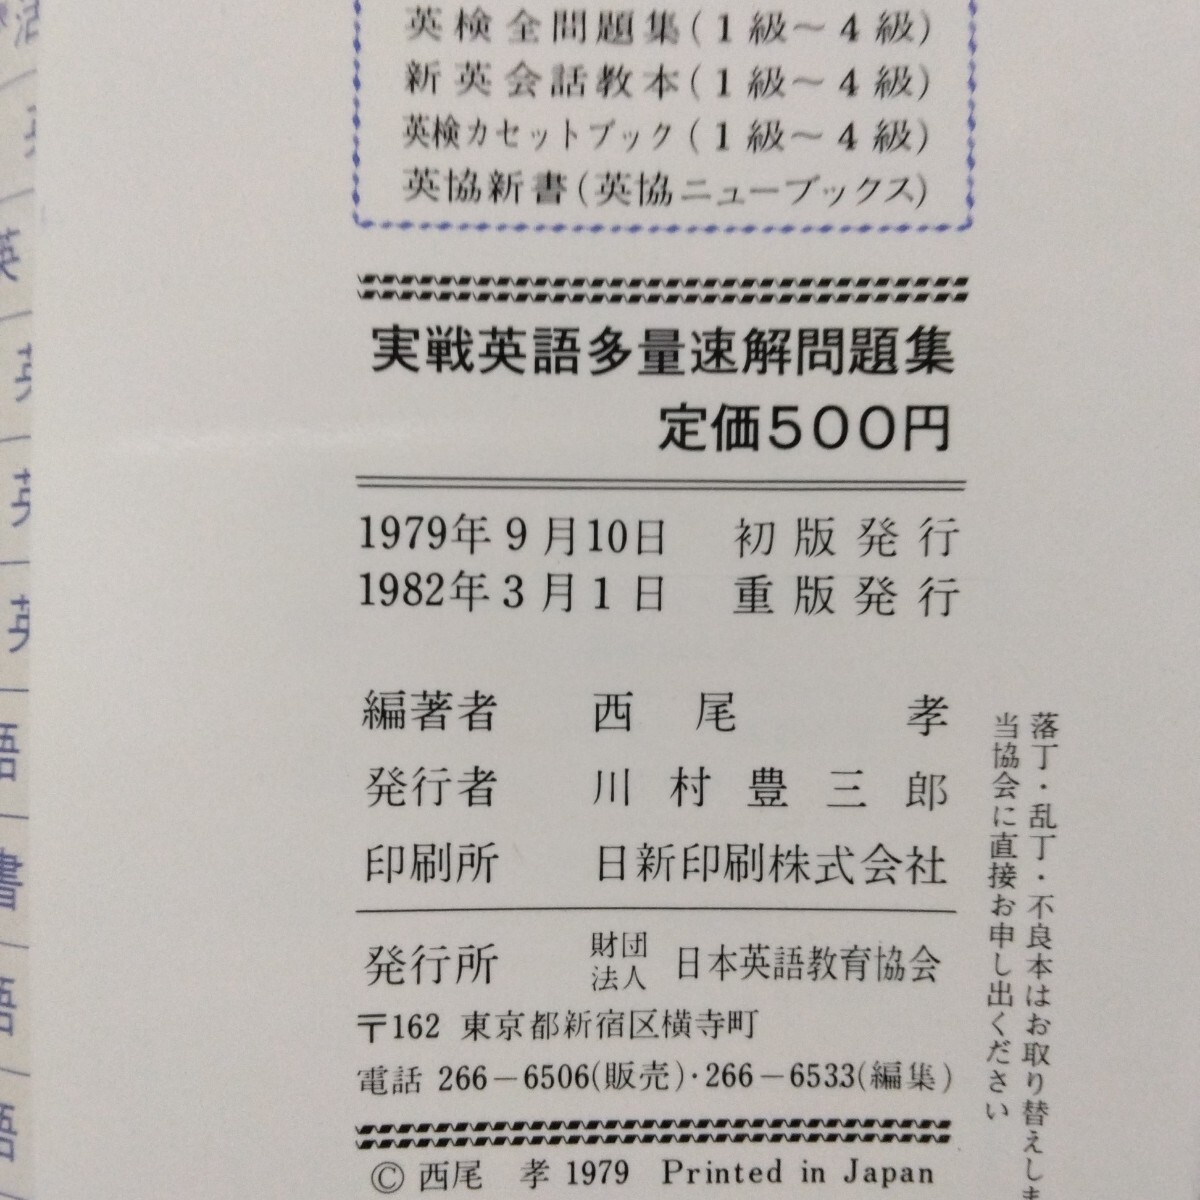 英検全問題集(1級～4級)
新英会話教本(1級～4級)
英検カセットブック(1級～4級)
英協新書(英協ニューブックス)
実戦英語多量速解問題集
定価500円
1979年9月10日 初版発行
1982年3月1日 重版発行
編著者 西尾 孝
発行者 川村豊三郎
印刷所 日新印刷株式会社
発行所 財団法人 日本英語教育協会
〒162 東京都新宿区横寺町
電話 266-6506(販売)・266-6533(編集)
© 西尾 孝 1979 Printed in Japan
落丁・乱丁・不良本はお取り替えしま
当協会に直接お申し出ください
英
英
英
英
語
書
語
語